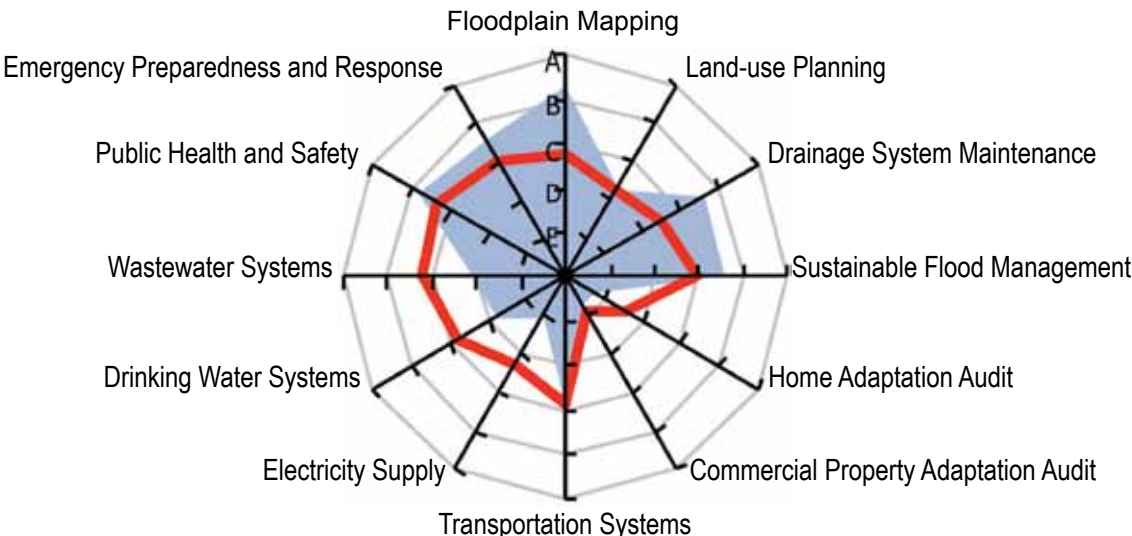 Floodplain Mapping
Emergency Preparedness and Response
Land-use Planning
Public Health and Safety
Drainage System Maintenance
Wastewater Systems
Sustainable Flood Management
Drinking Water Systems
Home Adaptation Audit
Electricity Supply
Commercial Property Adaptation Audit
Transportation Systems
A
B
C
D
E